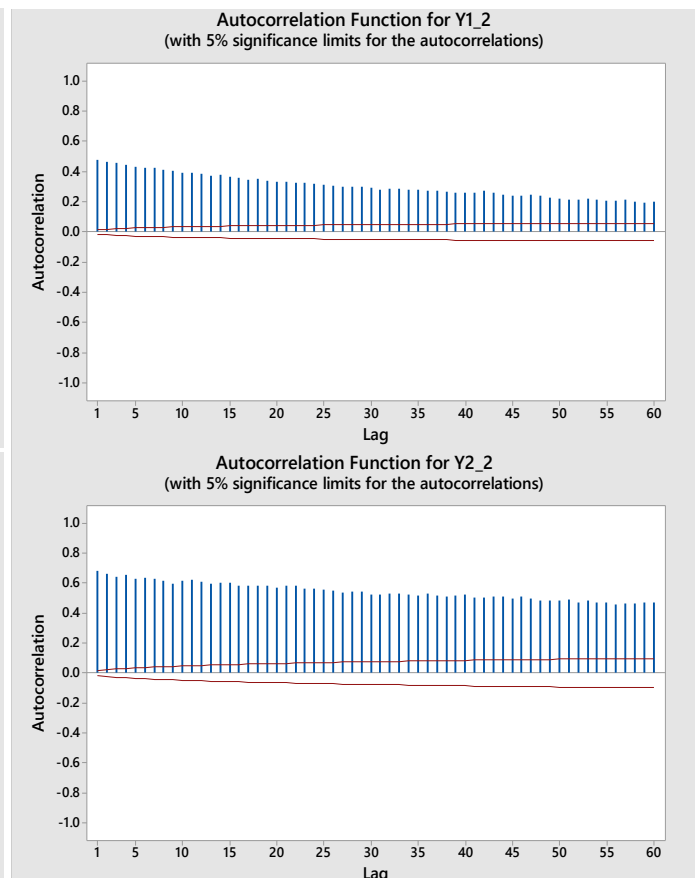 Autocorrelation Function for Y1_2
(with 5% significance limits for the autocorrelations)
1.0
0.8
0.6
0.4
0.2
0.0
-0.2
-0.4
-0.6
-0.8
-1.0
Autocorrelation
1 5 10 15 20 25 30 35 40 45 50 55 60
Lag
Autocorrelation Function for Y2_2
(with 5% significance limits for the autocorrelations)
1.0
0.8
0.6
0.4
0.2
0.0
-0.2
-0.4
-0.6
-0.8
-1.0
Autocorrelation
1 5 10 15 20 25 30 35 40 45 50 55 60
Lag